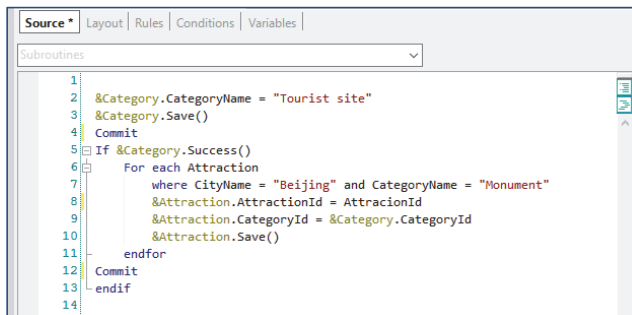 Source * Layout Rules Conditions Variables
Subroutines
1
2 &Category.CategoryName = "Tourist site"
3 &Category.Save()
4 Commit
5 If &Category.Success()
6 For each Attraction
7 where CityName = "Beijing" and CategoryName = "Monument"
8 &Attraction.AttractionId = AttracionId
9 &Attraction.CategoryId = &Category.CategoryId
10 &Attraction.Save()
11 endfor
12 Commit
13 endif
14